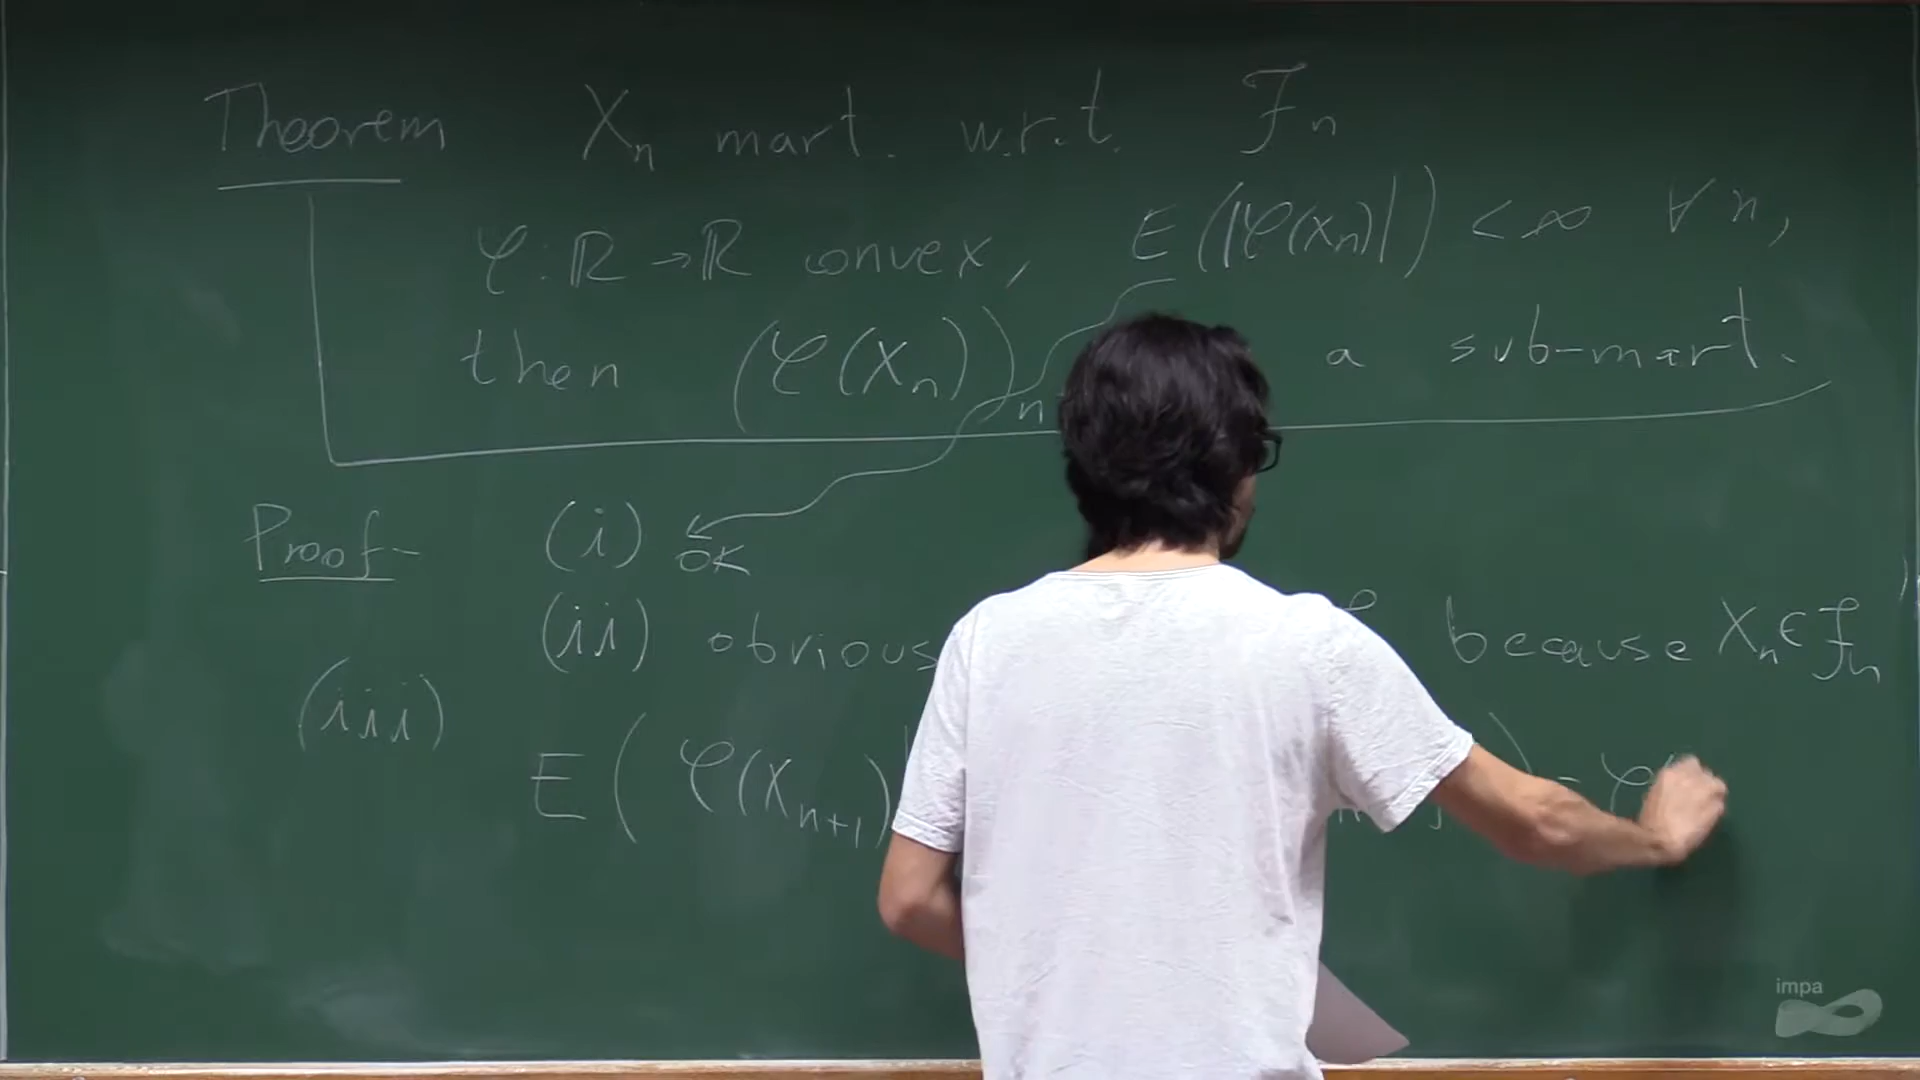 Theorem Xₙ mart. w.r.t. ℱₙ
φ: ℝ → ℝ convex, E(|φ(Xₙ)|) < ∞ ∀ n,
then (φ(Xₙ))ₙ a sub-mart.
Proof- (i) OK
(ii) obvious because Xₙ ∈ ℱₙ
(iii)
E( φ(Xₙ₊₁) ) = φ
impa